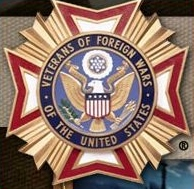 VETERANS OF FOREIGN WARS
OF THE UNITED STATES
®